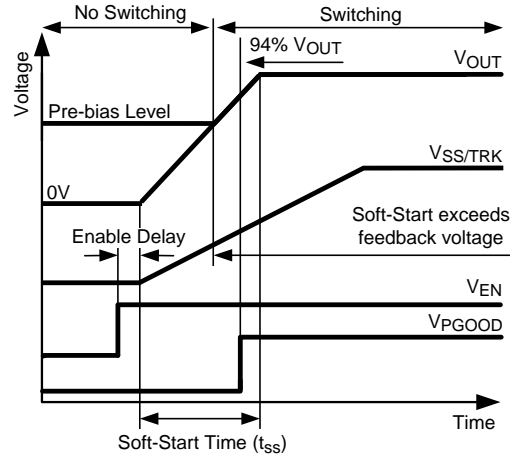 No Switching
Switching
94% VOUT
VOUT
Voltage
Pre-bias Level
VSS/TRK
0V
Enable Delay
Soft-Start exceeds
feedback voltage
VEN
VPGOOD
Time
Soft-Start Time (tss)